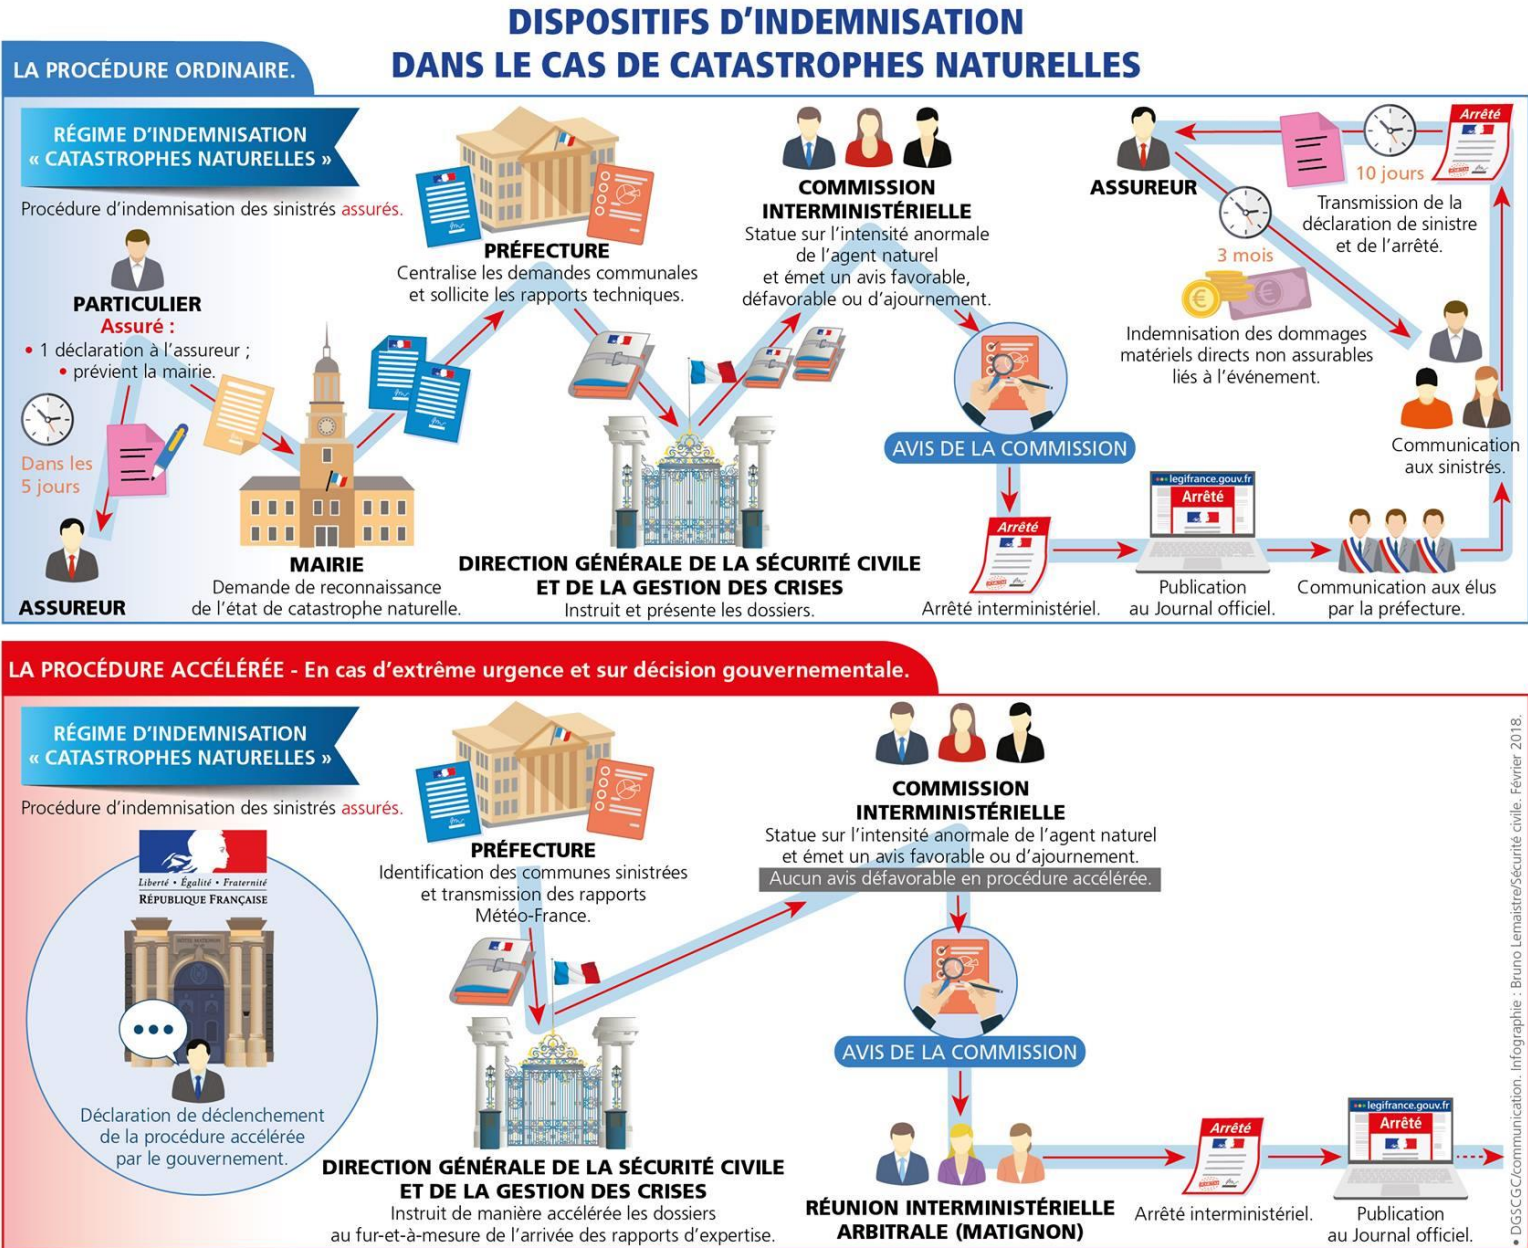 DISPOSITIFS D'INDEMNISATION
DANS LE CAS DE CATASTROPHES NATURELLES
LA PROCÉDURE ORDINAIRE.
RÉGIME D'INDEMNISATION
« CATASTROPHES NATURELLES »
Procédure d'indemnisation des sinistrés assurés.
PARTICULIER
Assuré :
• 1 déclaration à l'assureur ;
• prévient la mairie.
Dans les
5 jours
ASSUREUR
MAIRIE
Demande de reconnaissance
de l'état de catastrophe naturelle.
PRÉFECTURE
Centralise les demandes communales
et sollicite les rapports techniques.
DIRECTION GÉNÉRALE DE LA SÉCURITÉ CIVILE
ET DE LA GESTION DES CRISES
Instruit et présente les dossiers.
COMMISSION
INTERMINISTÉRIELLE
Statue sur l'intensité anormale
de l'agent naturel
et émet un avis favorable,
défavorable ou d'ajournement.
AVIS DE LA COMMISSION
Arrêté
Arrêté interministériel.
legifrance.gouv.fr
Arrêté
Publication
au Journal officiel.
Communication aux élus
par la préfecture.
Communication
aux sinistrés.
Arrêté
10 jours
Transmission de la
déclaration de sinistre
et de l'arrêté.
ASSUREUR
3 mois
Indemnisation des dommages
matériels directs non assurables
liés à l'événement.
LA PROCÉDURE ACCÉLÉRÉE - En cas d'extrême urgence et sur décision gouvernementale.
RÉGIME D'INDEMNISATION
« CATASTROPHES NATURELLES »
Procédure d'indemnisation des sinistrés assurés.
Liberté • Égalité • Fraternité
RÉPUBLIQUE FRANÇAISE
HÔTEL MATIGNON
Déclaration de déclenchement
de la procédure accélérée
par le gouvernement.
PRÉFECTURE
Identification des communes sinistrées
et transmission des rapports
Météo-France.
DIRECTION GÉNÉRALE DE LA SÉCURITÉ CIVILE
ET DE LA GESTION DES CRISES
Instruit de manière accélérée les dossiers
au fur-et-à-mesure de l'arrivée des rapports d'expertise.
COMMISSION
INTERMINISTÉRIELLE
Statue sur l'intensité anormale de l'agent naturel
et émet un avis favorable ou d'ajournement.
Aucun avis défavorable en procédure accélérée.
AVIS DE LA COMMISSION
RÉUNION INTERMINISTÉRIELLE
ARBITRALE (MATIGNON)
Arrêté
Arrêté interministériel.
legifrance.gouv.fr
Arrêté
Publication
au Journal officiel.
• DGSCGC/communication. Infographie : Bruno Lemaistre/Sécurité civile. Février 2018.